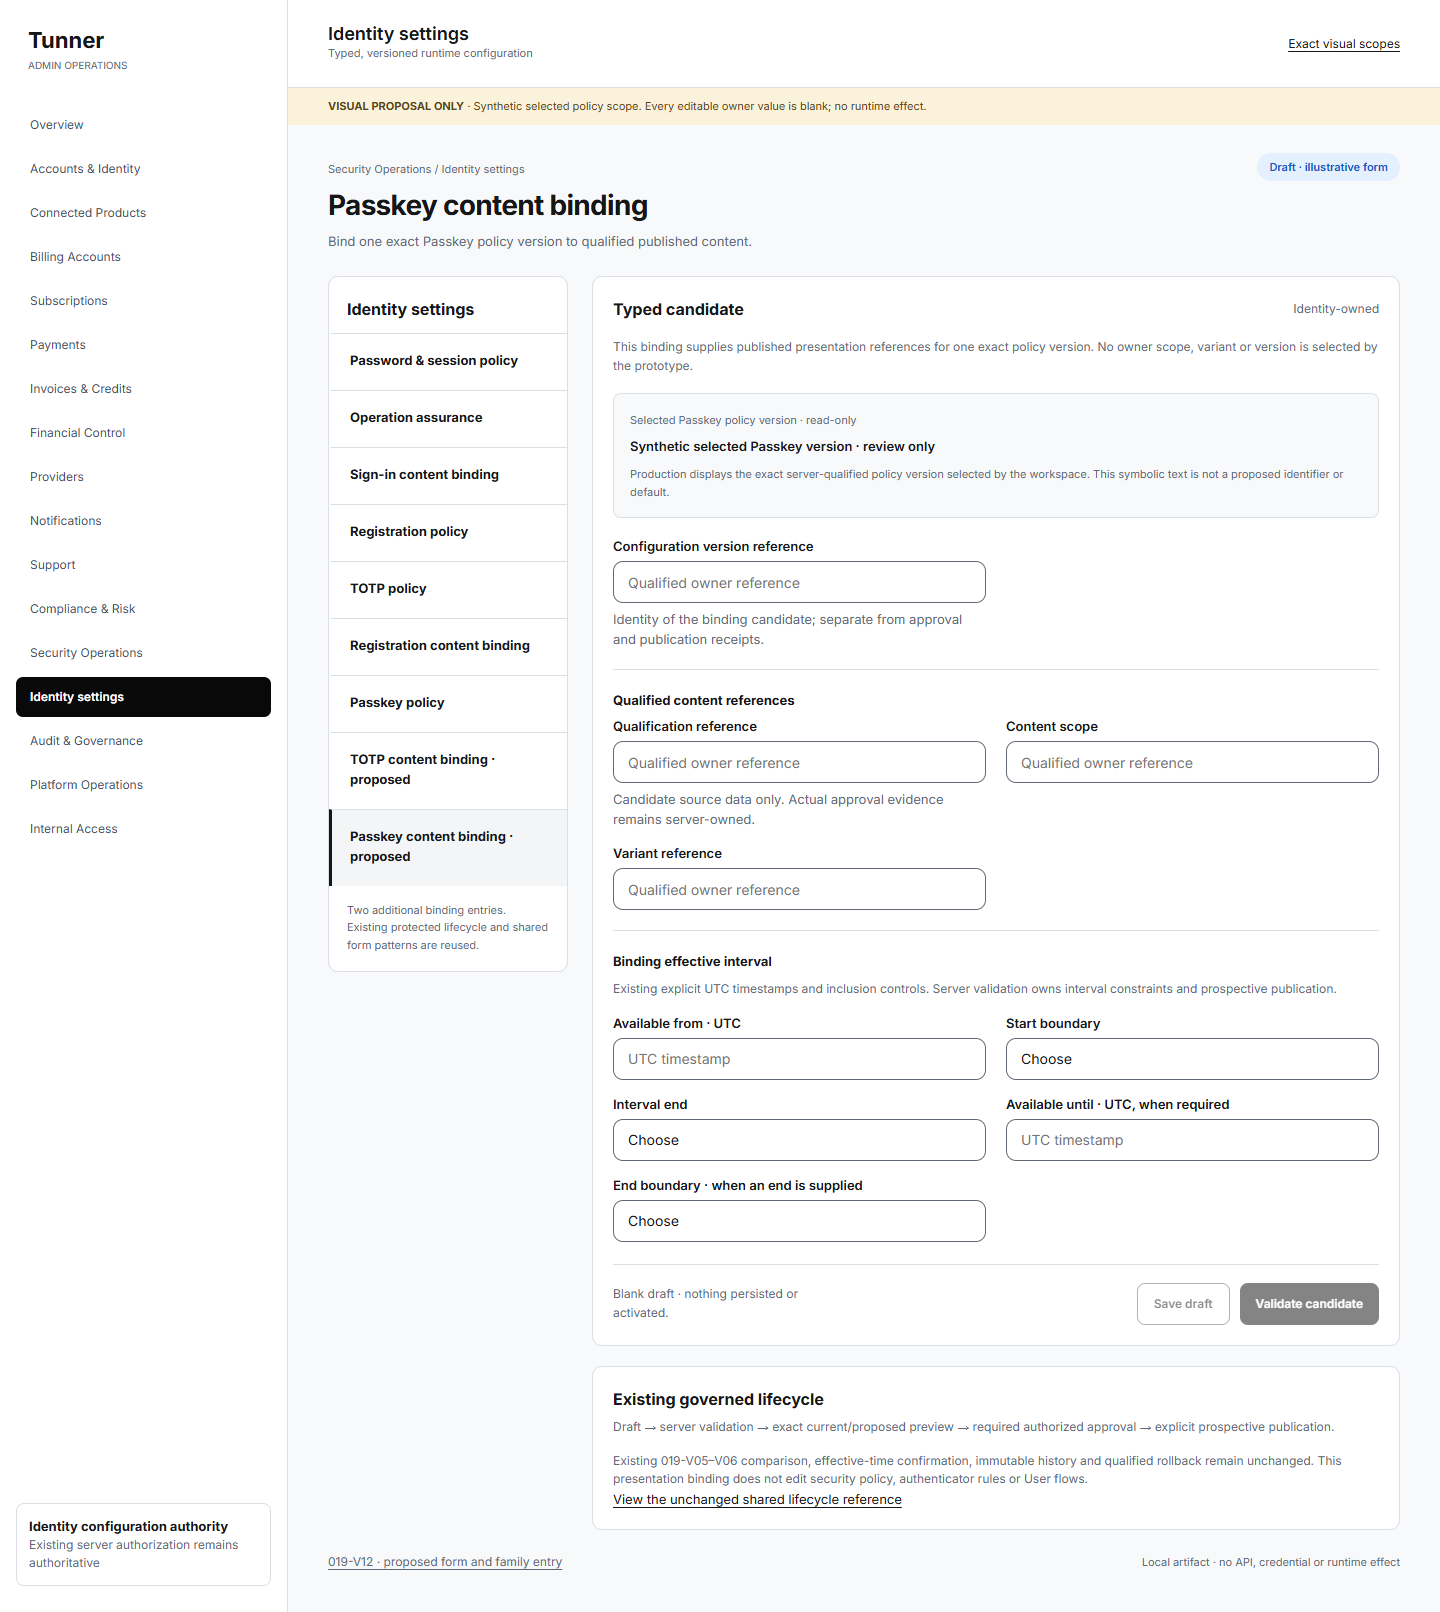 Tunner
ADMIN OPERATIONS
Overview
Accounts & Identity
Connected Products
Billing Accounts
Subscriptions
Payments
Invoices & Credits
Financial Control
Providers
Notifications
Support
Compliance & Risk
Security Operations
Identity settings
Audit & Governance
Platform Operations
Internal Access
Identity configuration authority
Existing server authorization remains
authoritative
Identity settings
Typed, versioned runtime configuration
Exact visual scopes
VISUAL PROPOSAL ONLY · Synthetic selected policy scope. Every editable owner value is blank; no runtime effect.
Security Operations / Identity settings
Draft · illustrative form
Passkey content binding
Bind one exact Passkey policy version to qualified published content.
Identity settings
Password & session policy
Operation assurance
Sign-in content binding
Registration policy
TOTP policy
Registration content binding
Passkey policy
TOTP content binding ·
proposed
Passkey content binding ·
proposed
Two additional binding entries.
Existing protected lifecycle and shared
form patterns are reused.
Typed candidate
Identity-owned
This binding supplies published presentation references for one exact policy version. No owner scope, variant or version is selected by
the prototype.
Selected Passkey policy version · read-only
Synthetic selected Passkey version · review only
Production displays the exact server-qualified policy version selected by the workspace. This symbolic text is not a proposed identifier or
default.
Configuration version reference
Qualified owner reference
Identity of the binding candidate; separate from approval
and publication receipts.
Qualified content references
Qualification reference
Content scope
Qualified owner reference
Qualified owner reference
Candidate source data only. Actual approval evidence
remains server-owned.
Variant reference
Qualified owner reference
Binding effective interval
Existing explicit UTC timestamps and inclusion controls. Server validation owns interval constraints and prospective publication.
Available from · UTC
Start boundary
UTC timestamp
Choose
Interval end
Available until · UTC, when required
Choose
UTC timestamp
End boundary · when an end is supplied
Choose
Blank draft · nothing persisted or
activated.
Save draft
Validate candidate
Existing governed lifecycle
Draft → server validation → exact current/proposed preview → required authorized approval → explicit prospective publication.
Existing 019-V05–V06 comparison, effective-time confirmation, immutable history and qualified rollback remain unchanged. This
presentation binding does not edit security policy, authenticator rules or User flows.
View the unchanged shared lifecycle reference
019-V12 · proposed form and family entry
Local artifact · no API, credential or runtime effect